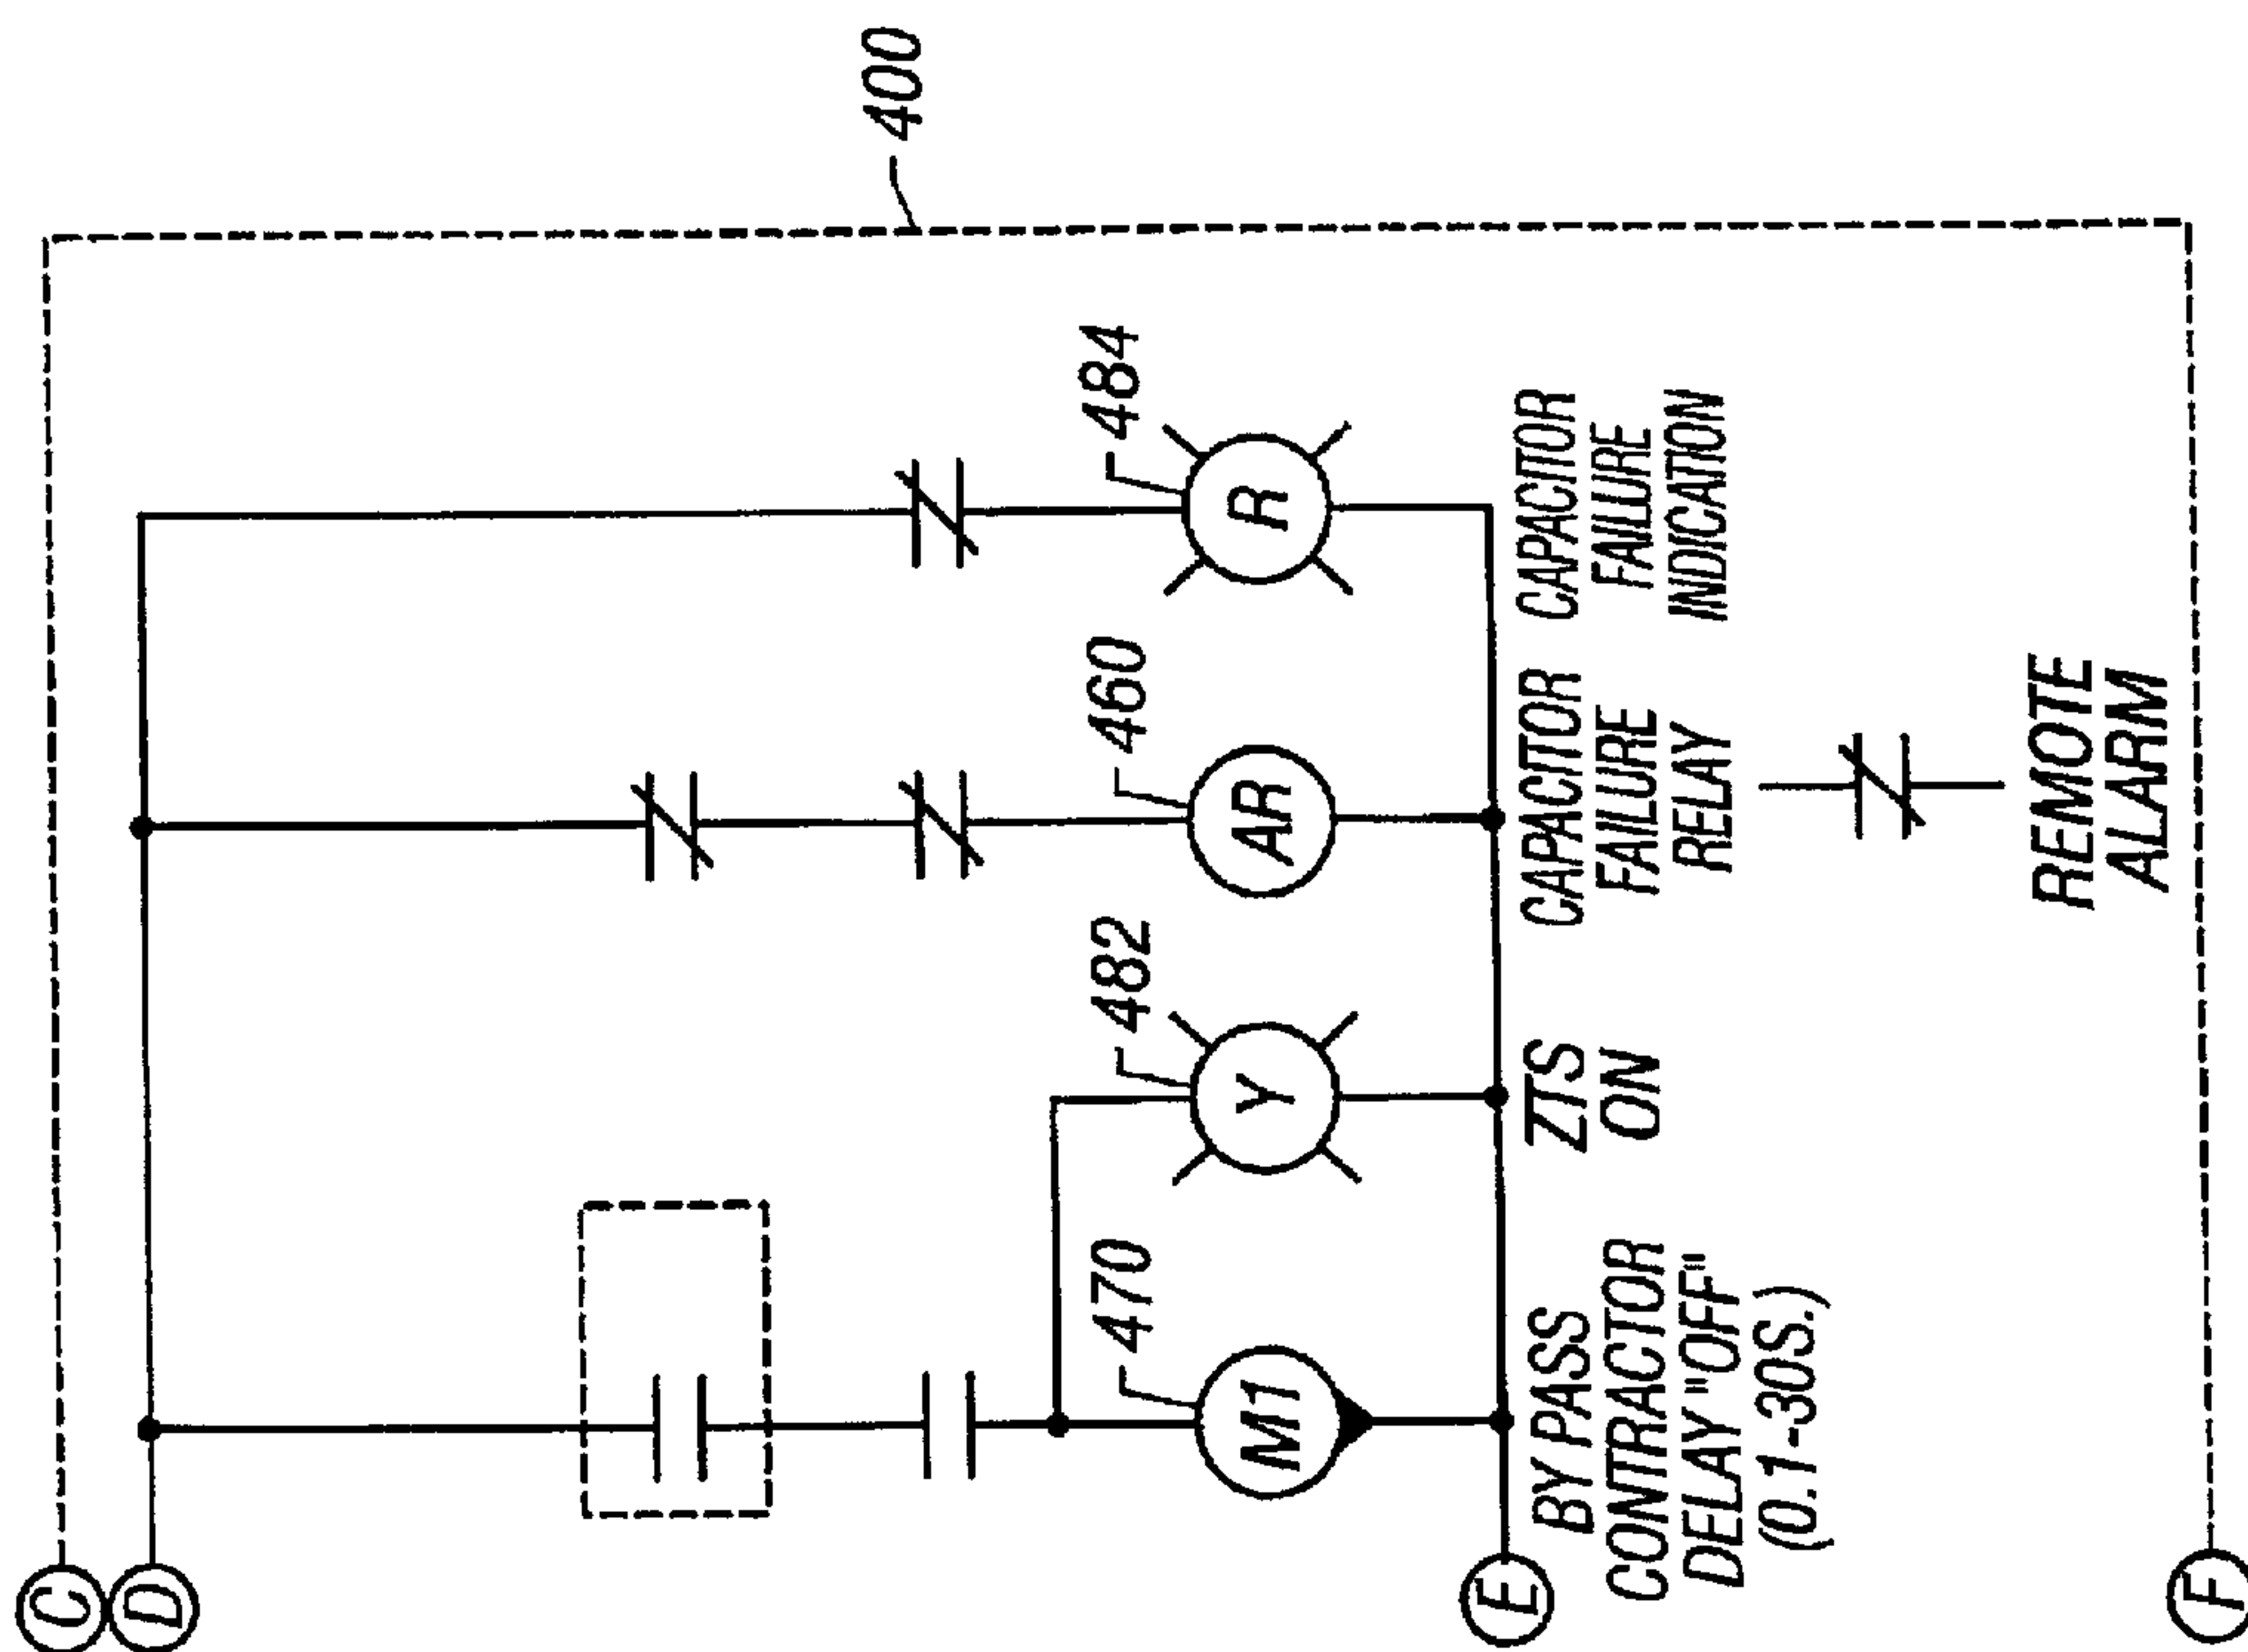 400
484
460
482
470
R
AR
Y
M1
CAPACITOR
FAILURE
INDICATION
CAPACITOR
FAILURE
RELAY
ZTS
ON
BY PASS
CONTRACTOR
DELAY "OFF"
(0.1-30S.)
REMOTE
ALARM
C
D
E
F